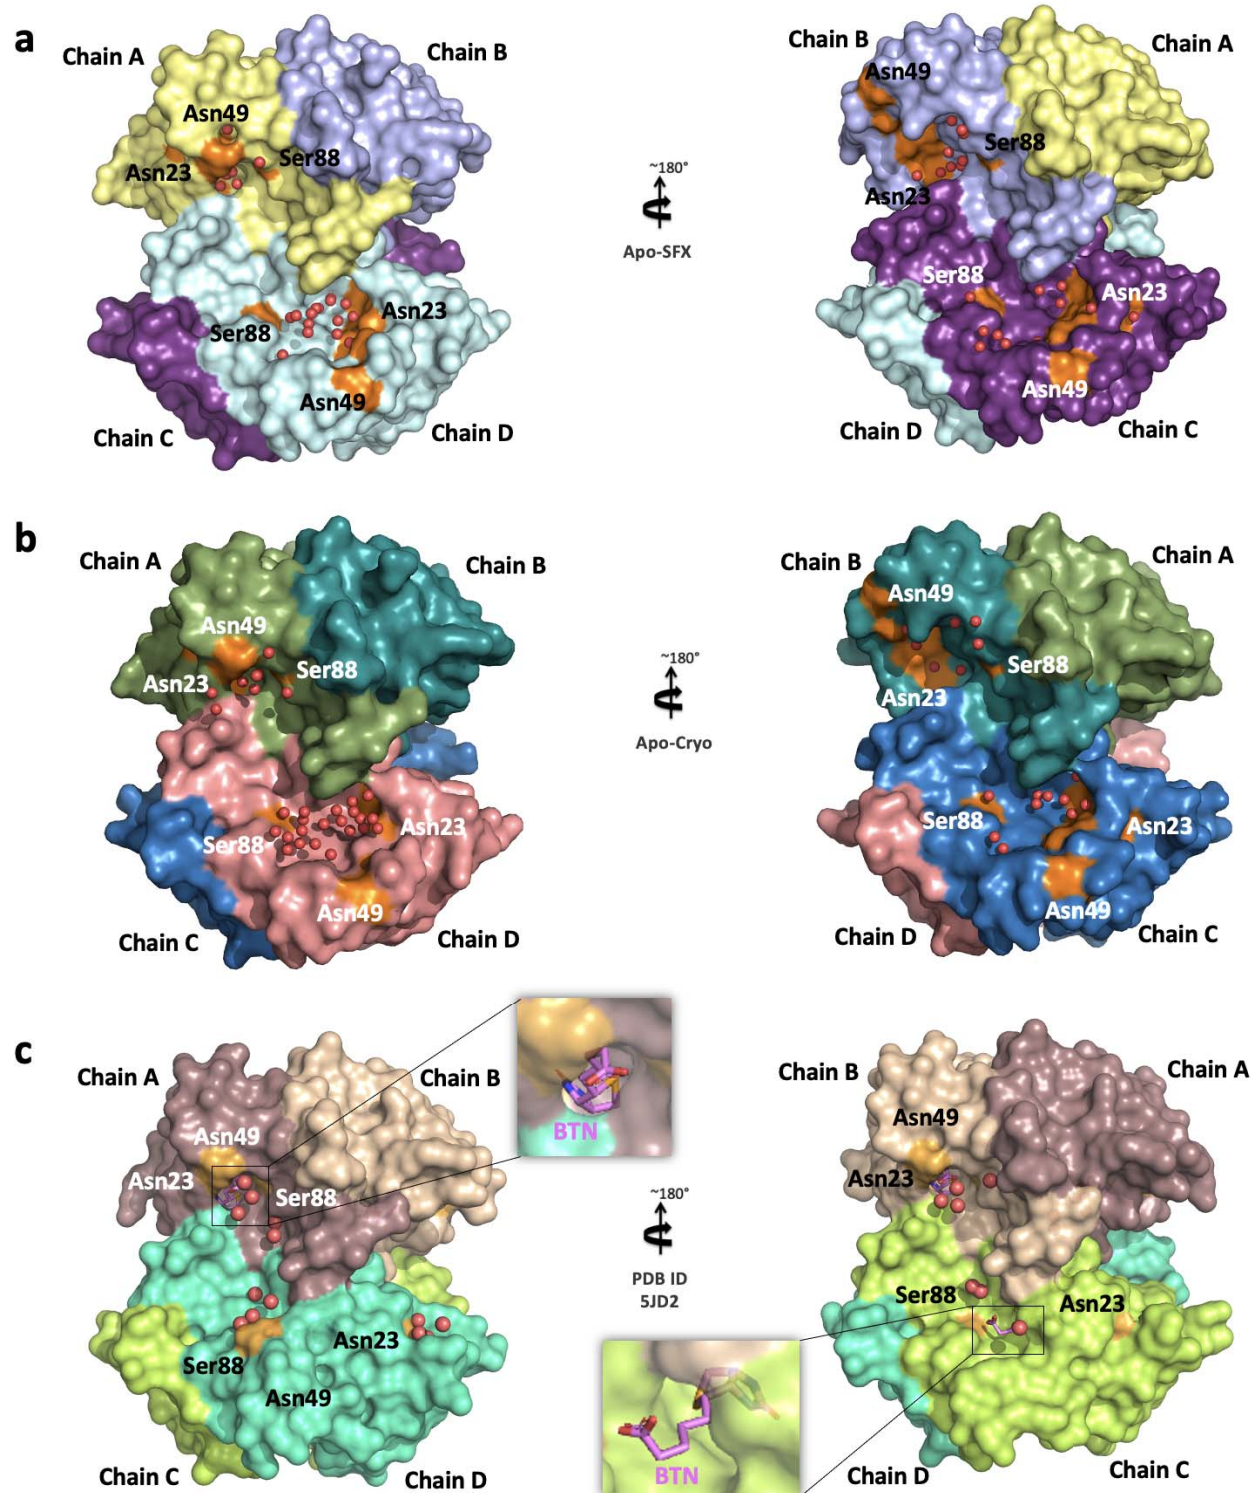 a
Chain A
Chain B
Asn49
Asn23
Ser88
Ser88
Asn23
Asn49
Chain C
Chain D
~180°
Apo-SFX
Chain B
Chain A
Asn49
Ser88
Asn23
Ser88
Asn23
Asn49
Chain D
Chain C
b
Chain A
Chain B
Asn49
Ser88
Asn23
Ser88
Asn23
Asn49
Chain C
Chain D
~180°
Apo-Cryo
Chain B
Chain A
Asn49
Ser88
Asn23
Ser88
Asn23
Asn49
Chain D
Chain C
c
Chain A
Chain B
Asn49
Asn23
Ser88
BTN
Asn23
Ser88
Asn49
Chain C
Chain D
~180°
PDB ID
5JD2
Chain B
Chain A
Asn49
Asn23
Ser88
Asn23
BTN
Chain D
Chain C